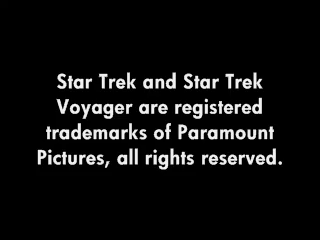 Star Trek and Star Trek
Voyager are registered
trademarks of Paramount
Pictures, all rights reserved.